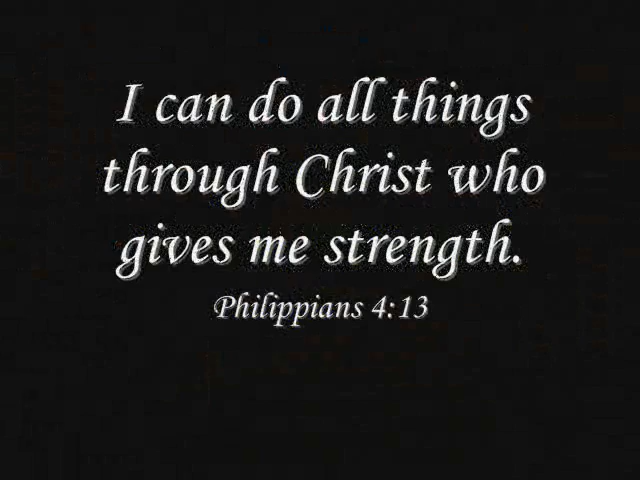 I can do all things
through Christ who
gives me strength.
Philippians 4:13